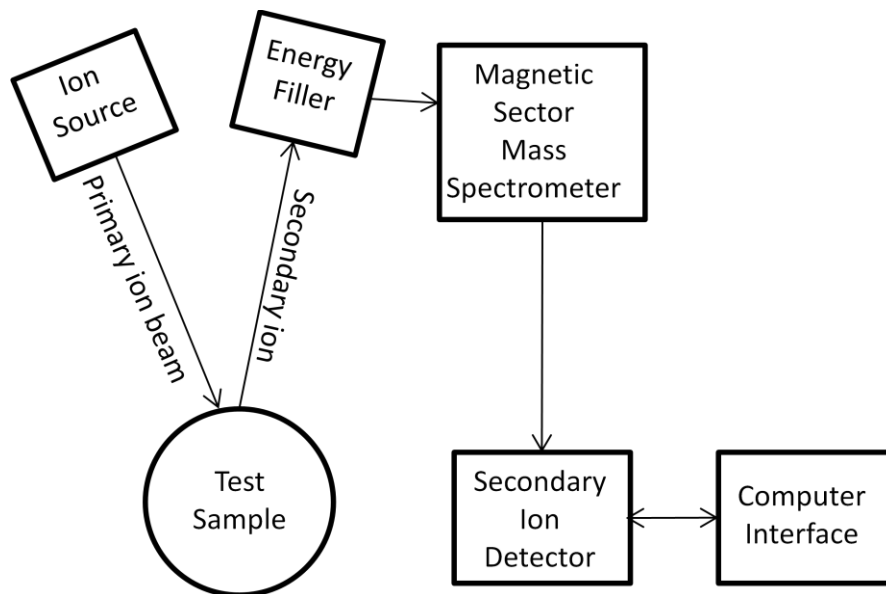 Ion
Source
Energy
Filler
Magnetic
Sector
Mass
Spectrometer
Primary ion beam
Secondary ion
Test
Sample
Secondary
Ion
Detector
Computer
Interface